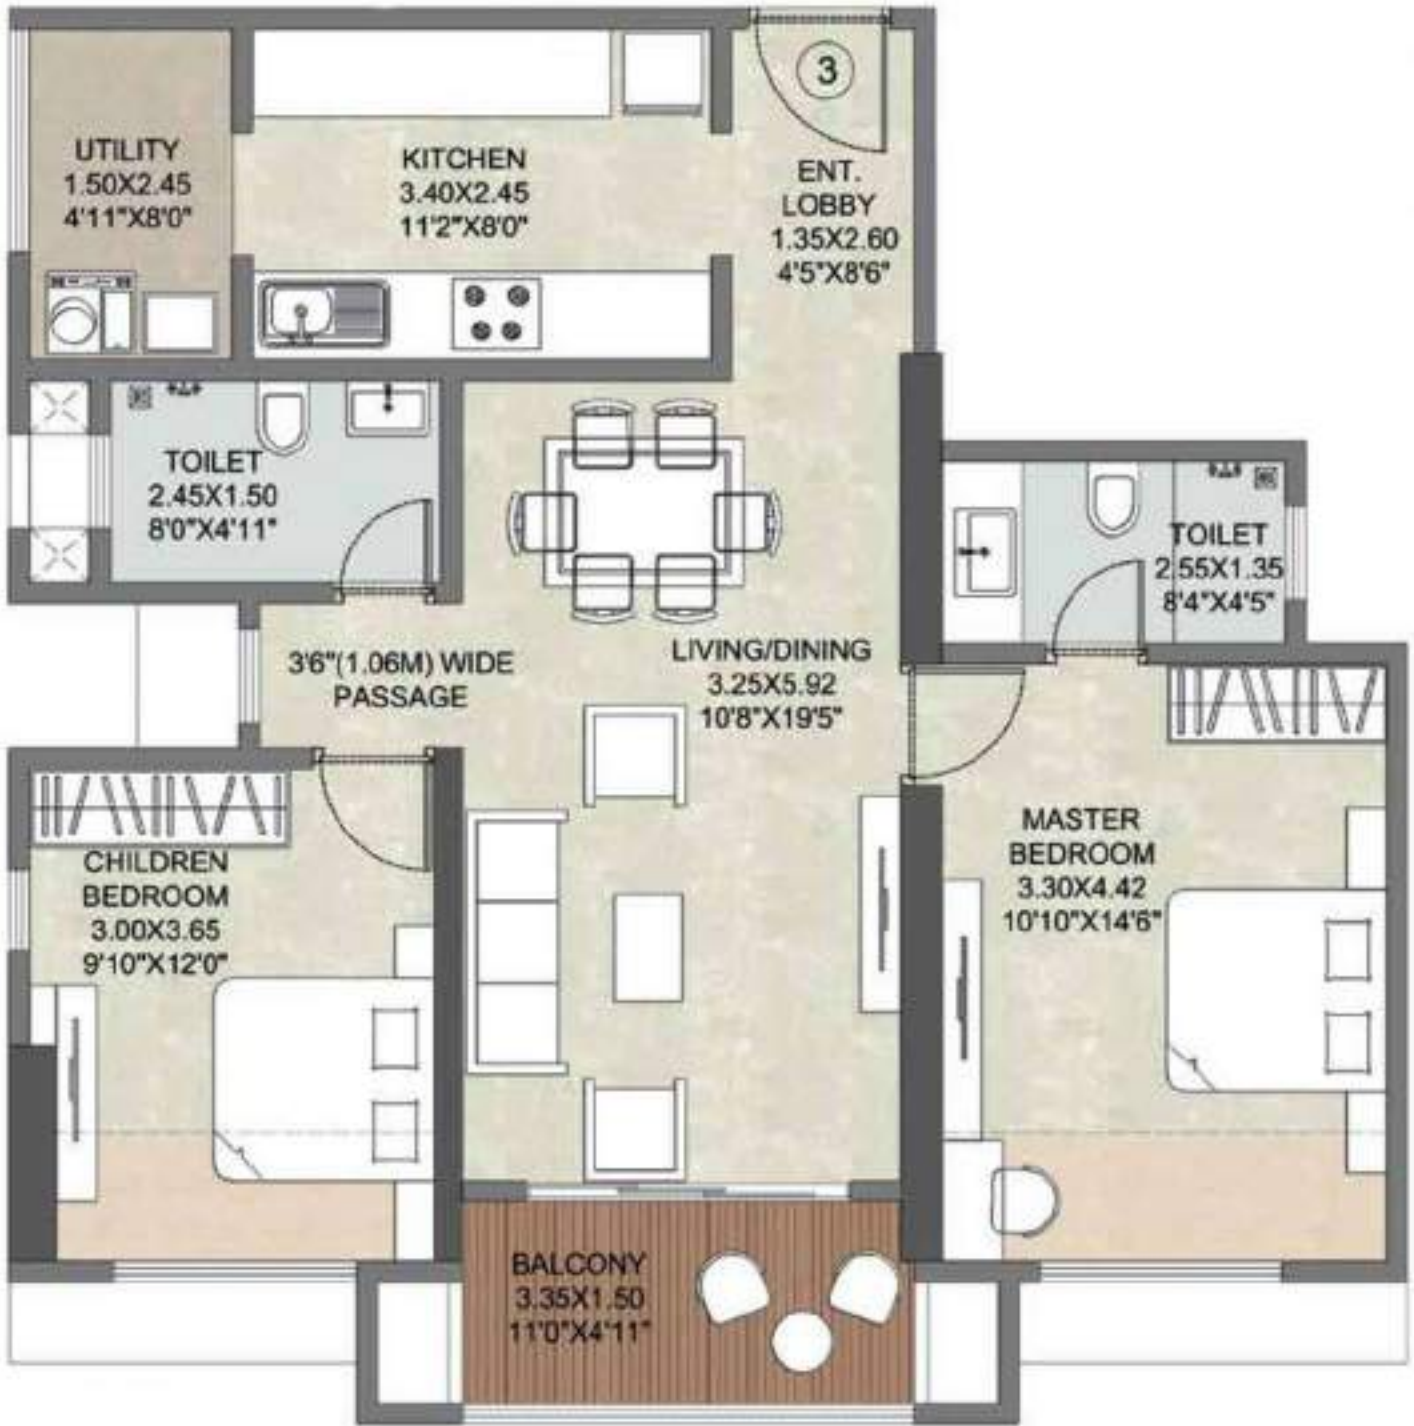 3
UTILITY
1.50X2.45
4'11"X8'0"
KITCHEN
3.40X2.45
11'2"X8'0"
ENT.
LOBBY
1.35X2.60
4'5"X8'6"
TOILET
2.45X1.50
8'0"X4'11"
TOILET
2.55X1.35
8'4"X4'5"
3'6"(1.06M) WIDE
PASSAGE
LIVING/DINING
3.25X5.92
10'8"X19'5"
CHILDREN
BEDROOM
3.00X3.65
9'10"X12'0"
MASTER
BEDROOM
3.30X4.42
10'10"X14'6"
BALCONY
3.35X1.50
11'0"X4'11"